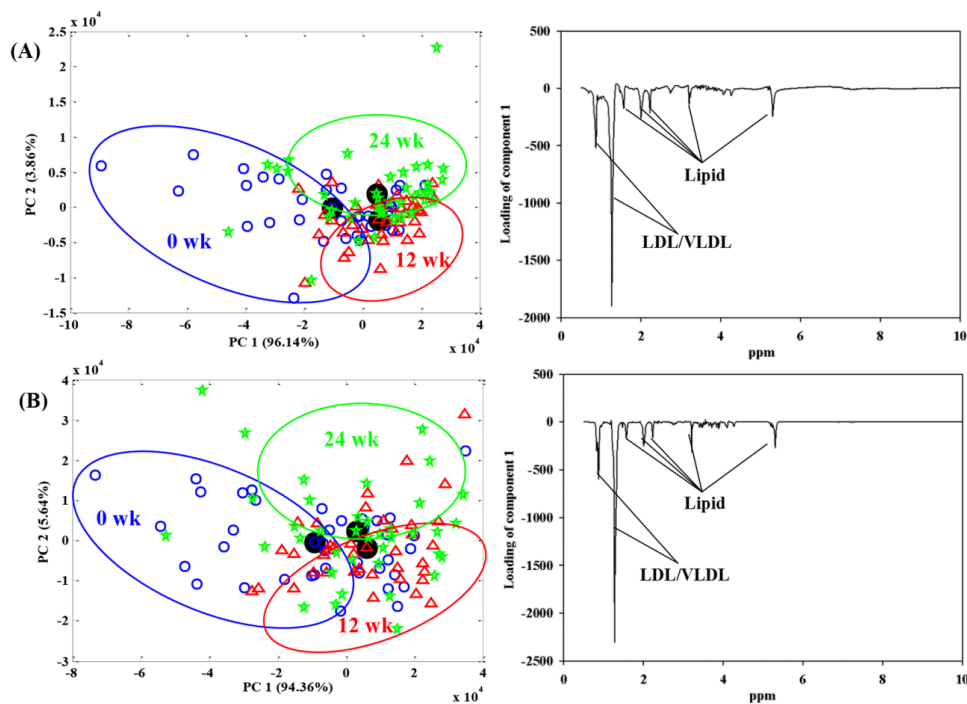 (A)
x 10⁴
2.5
2
1.5
1
0.5
0
-0.5
-1
-1.5
PC 2 (3.86%)
24 wk
0 wk
12 wk
-10 -8 -6 -4 -2 0 2 4
PC 1 (96.14%)
x 10⁴
500
0
-500
-1000
-1500
-2000
Loading of component 1
Lipid
LDL/VLDL
0 2 4 6 8 10
ppm
(B)
x 10⁴
4
3
2
1
0
-1
-2
-3
PC 2 (5.64%)
24 wk
0 wk
12 wk
-8 -6 -4 -2 0 2 4
PC 1 (94.36%)
x 10⁴
500
0
-500
-1000
-1500
-2000
-2500
Loading of component 1
Lipid
LDL/VLDL
0 2 4 6 8 10
ppm